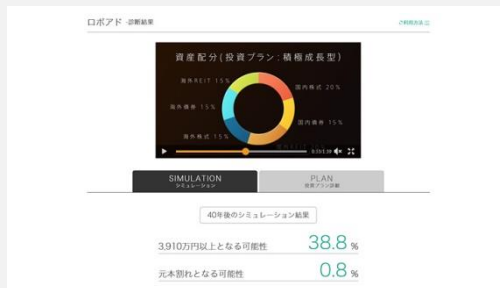 ロボアド -診断結果
ご利用方法
資産配分(投資プラン:積極成長型)
海外REIT 15%
国内株式 20%
海外債券 15%
国内債券 15%
海外株式 15%
SIMULATION
シミュレーション
PLAN
投資プラン診断
40年後のシミュレーション結果
3,910万円以上となる可能性 38.8 %
元本割れとなる可能性 0.8 %